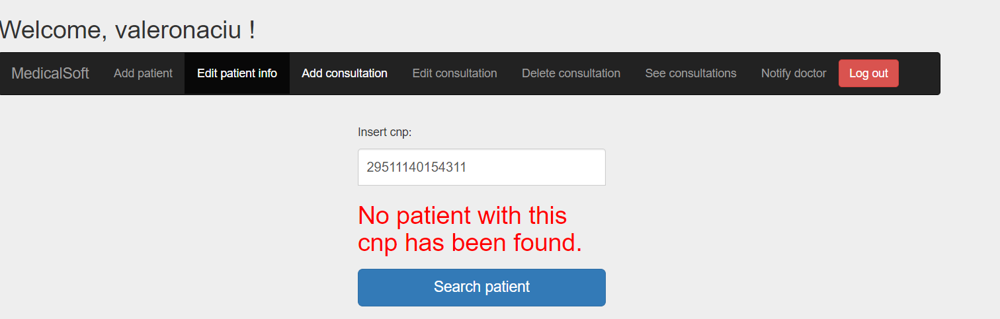 Welcome, valeronaciu !
MedicalSoft Add patient Edit patient info Add consultation Edit consultation Delete consultation See consultations Notify doctor Log out
Insert cnp:
29511140154311
No patient with this
cnp has been found.
Search patient